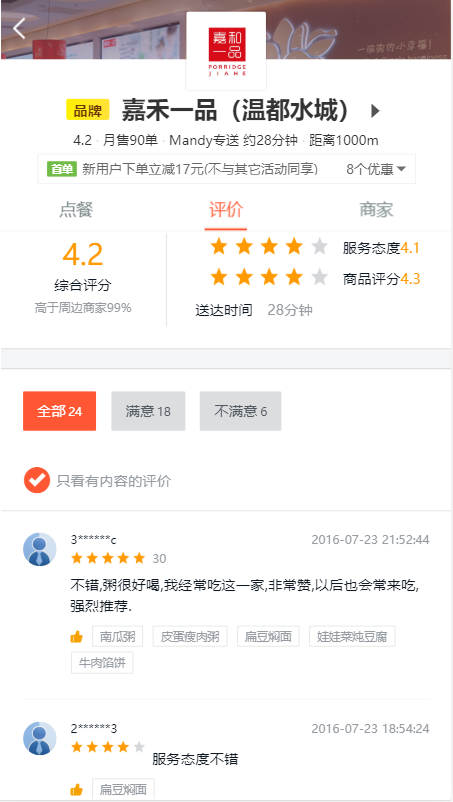 嘉和
一品
PORRIDGE
JIAHE
一碗粥的小幸福!
品牌 嘉禾一品（温都水城）
4.2 · 月售90单 · Mandy专送 约28分钟 · 距离1000m
首单 新用户下单立减17元(不与其它活动同享) 8个优惠
点餐 评价 商家
4.2
综合评分
高于周边商家99%
服务态度4.1
商品评分4.3
送达时间 28分钟
全部 24 满意 18 不满意 6
只看有内容的评价
3******c 2016-07-23 21:52:44
30
不错,粥很好喝,我经常吃这一家,非常赞,以后也会常来吃,
强烈推荐.
南瓜粥 皮蛋瘦肉粥 扁豆焖面 娃娃菜炖豆腐
牛肉馅饼
2******3 2016-07-23 18:54:24
服务态度不错
扁豆焖面